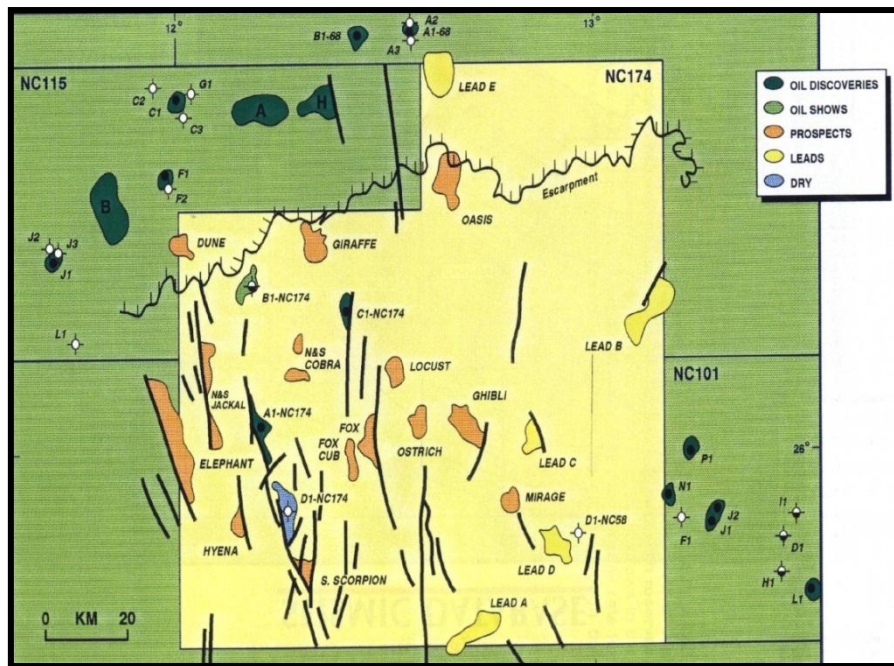 12
13
A2
A1-68
B1-68
A3
NC115
NC174
LEAD E
G1
C2
C1
C3
A
H
OIL DISCOVERIES
OIL SHOWS
PROSPECTS
LEADS
DRY
F1
F2
Escarpment
B
OASIS
J2
J3
J1
DUNE
GIRAFFE
B1-NC174
C1-NC174
L1
LEAD B
N&S
COBRA
LOCUST
NC101
N&S
JACKAL
A1-NC174
FOX
GHIBLI
FOX
CUB
OSTRICH
26°
ELEPHANT
LEAD C
P1
D1-NC174
MIRAGE
N1
D1-NC58
J2
J1
F1
I1
D1
HYENA
LEAD D
H1
S. SCORPION
L1
LEAD A
0 KM 20